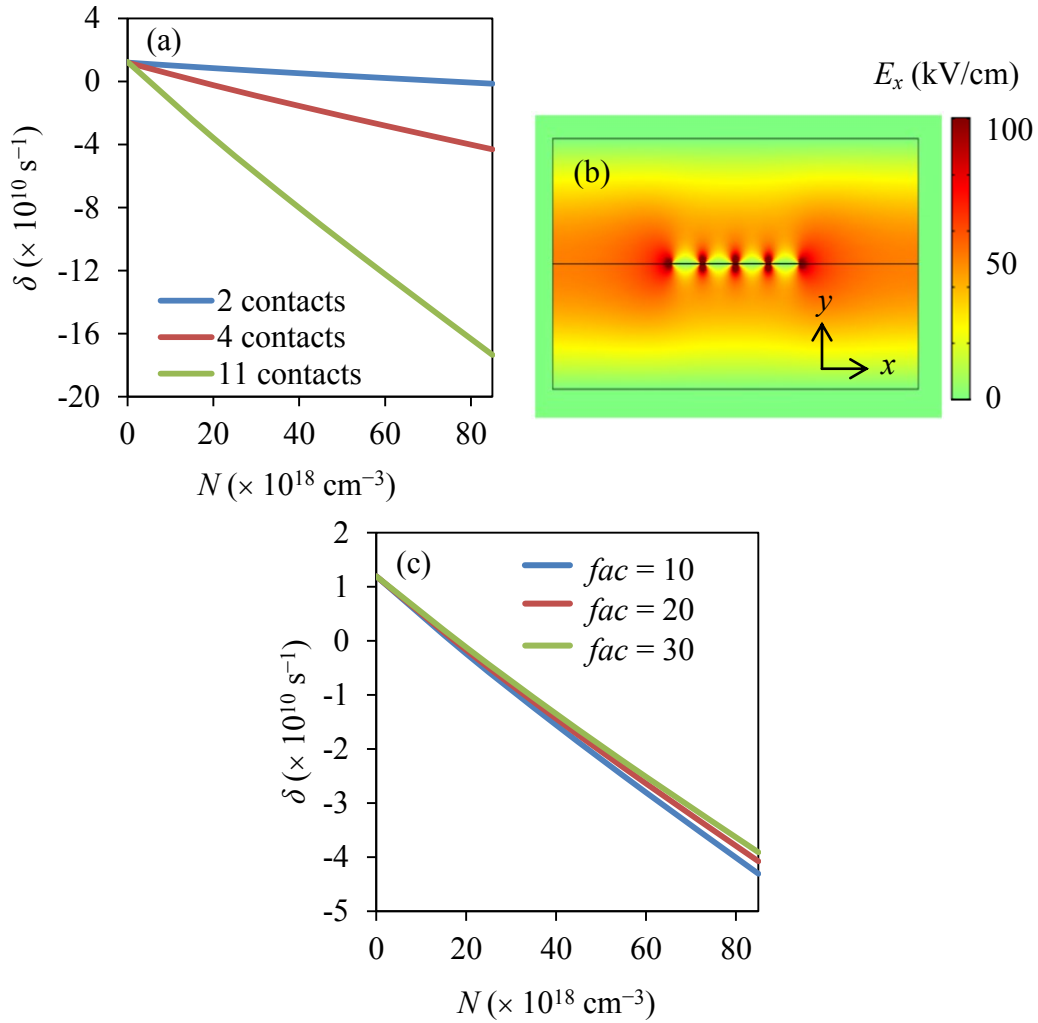 (a)
4
0
-4
-8
-12
-16
-20
δ (× 10¹⁰ s⁻¹)
2 contacts
4 contacts
11 contacts
0 20 40 60 80
N (× 10¹⁸ cm⁻³)
Eₓ (kV/cm)
(b)
100
50
0
y
x
(c)
2
1
0
-1
-2
-3
-4
-5
δ (× 10¹⁰ s⁻¹)
fac = 10
fac = 20
fac = 30
0 20 40 60 80
N (× 10¹⁸ cm⁻³)